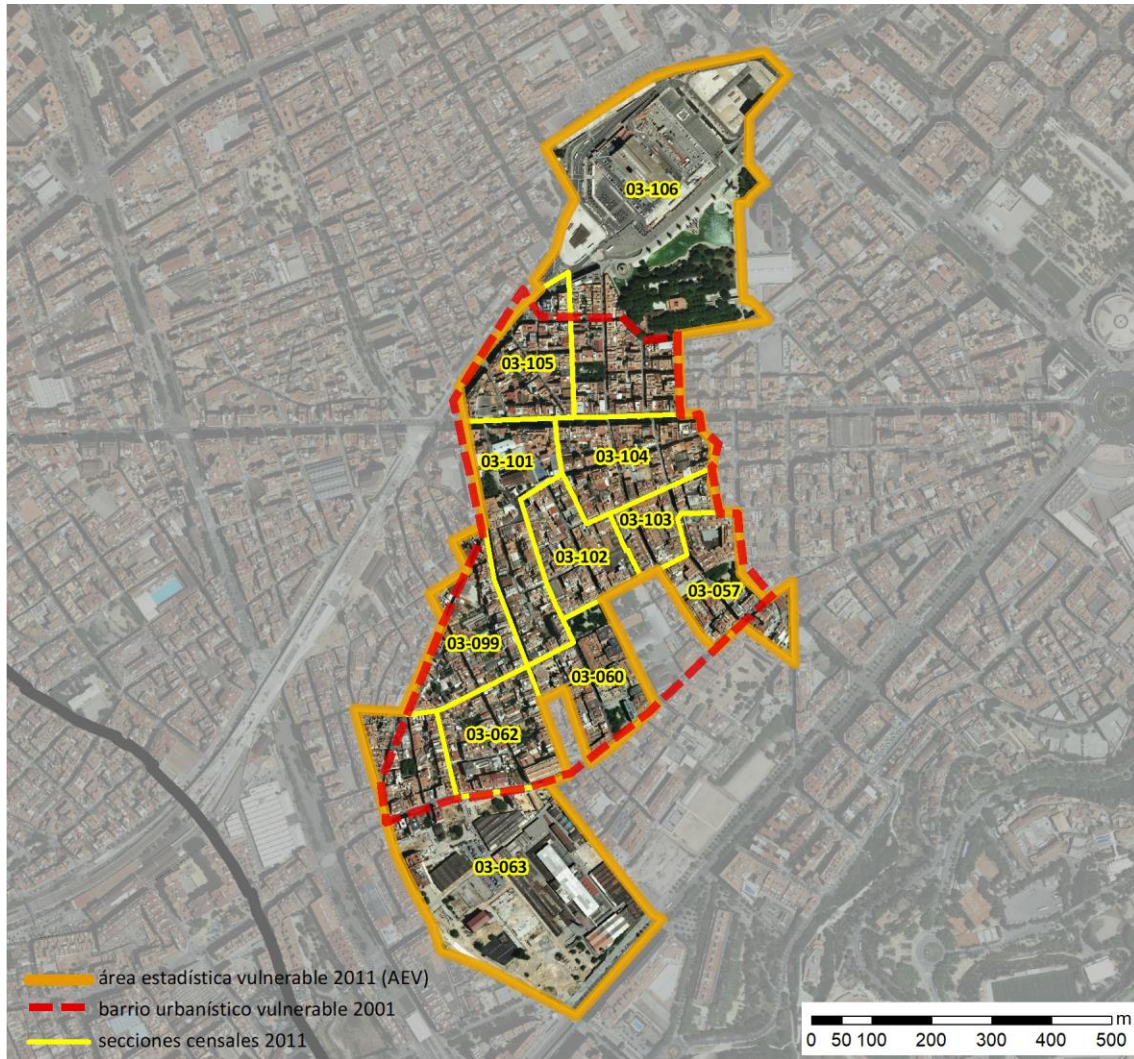 03-106
03-105
03-101
03-104
03-103
03-102
03-057
03-099
03-060
03-062
03-063
área estadística vulnerable 2011 (AEV)
barrio urbanístico vulnerable 2001
secciones censales 2011
m
0 50 100 200 300 400 500